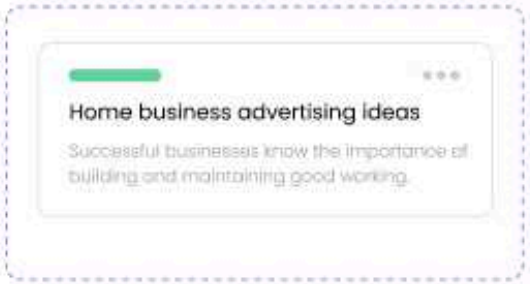 Home business advertising ideas
Successful businesses know the importance of
building and maintaining good working.